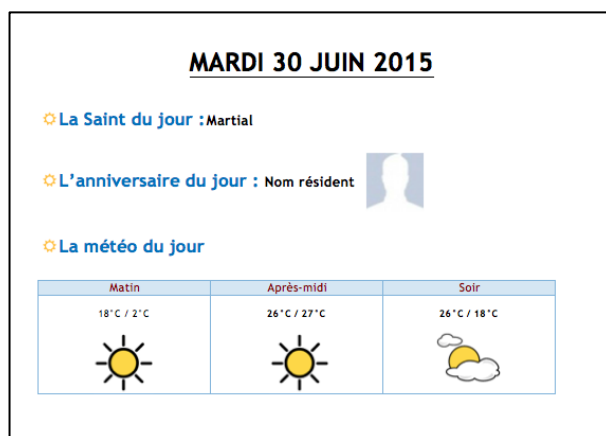 MARDI 30 JUIN 2015
La Saint du jour : Martial
L’anniversaire du jour : Nom résident
La météo du jour
Matin Après-midi Soir
18°C / 2°C 26°C / 27°C 26°C / 18°C